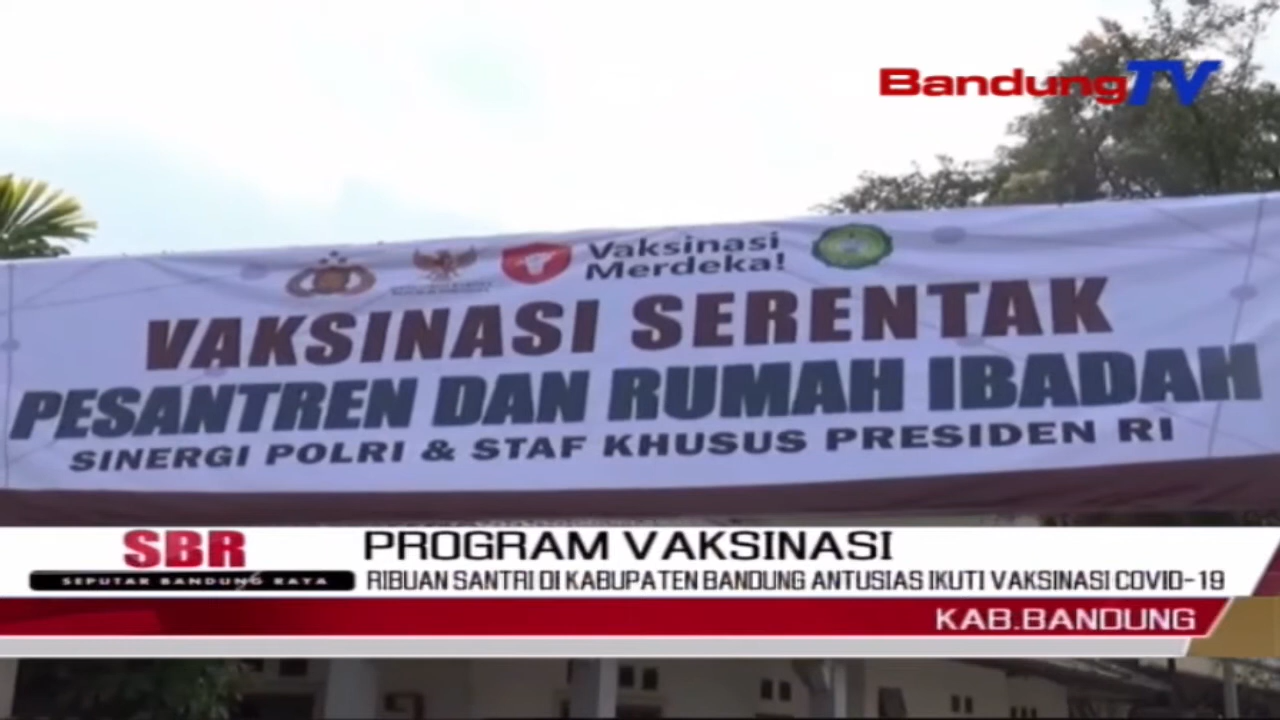 BandungTV
Vaksinasi
Merdeka!
VAKSINASI SERENTAK
PESANTREN DAN RUMAH IBADAH
SINERGI POLRI & STAF KHUSUS PRESIDEN RI
SBR
SEPUTAR BANDUNG RAYA
PROGRAM VAKSINASI
RIBUAN SANTRI DI KABUPATEN BANDUNG ANTUSIAS IKUTI VAKSINASI COVID-19
KAB.BANDUNG